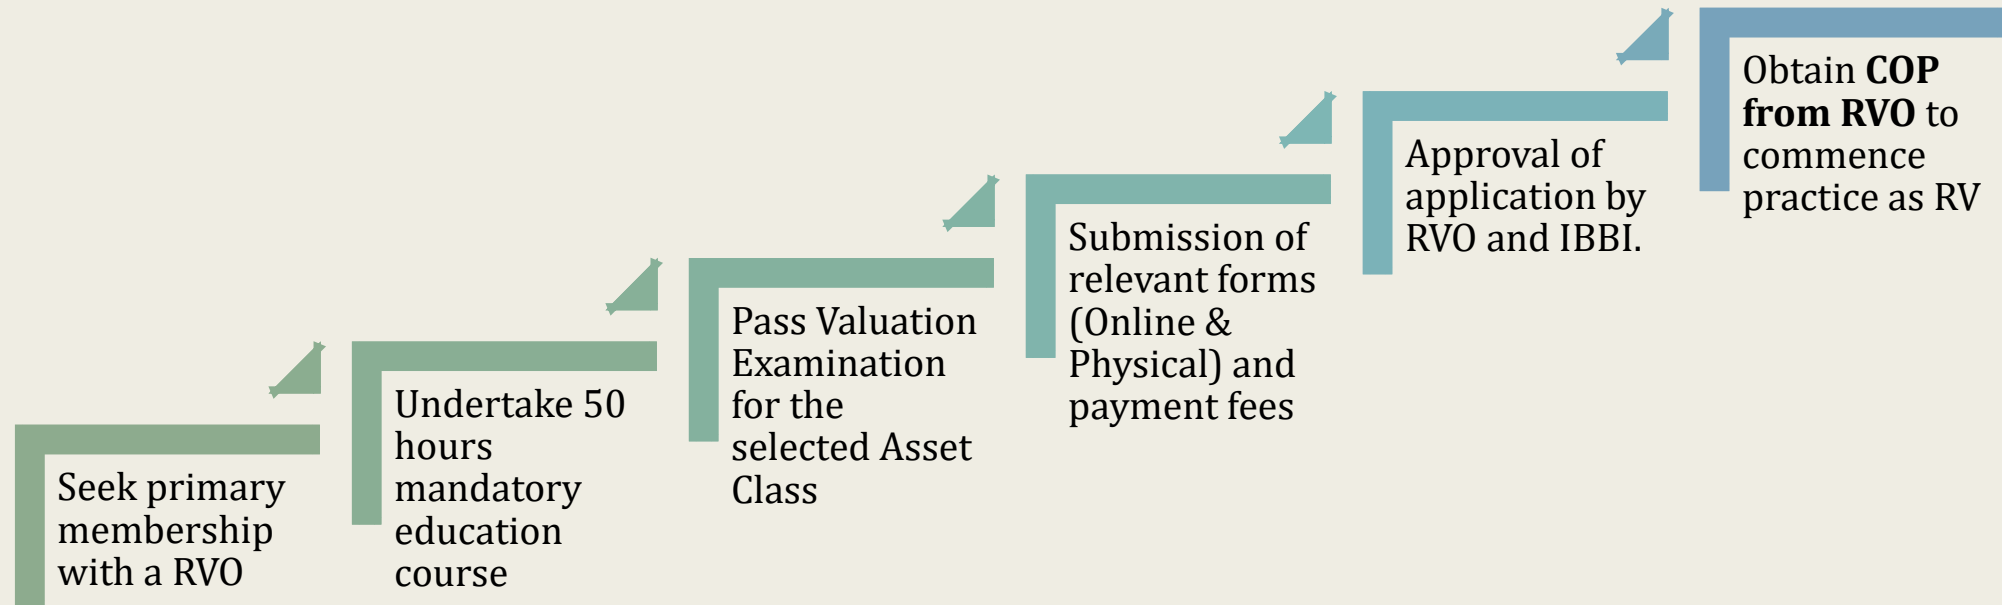 Seek primary
membership
with a RVO
Undertake 50
hours
mandatory
education
course
Pass Valuation
Examination
for the
selected Asset
Class
Submission of
relevant forms
(Online &
Physical) and
payment fees
Approval of
application by
RVO and IBBI.
Obtain COP
from RVO to
commence
practice as RV